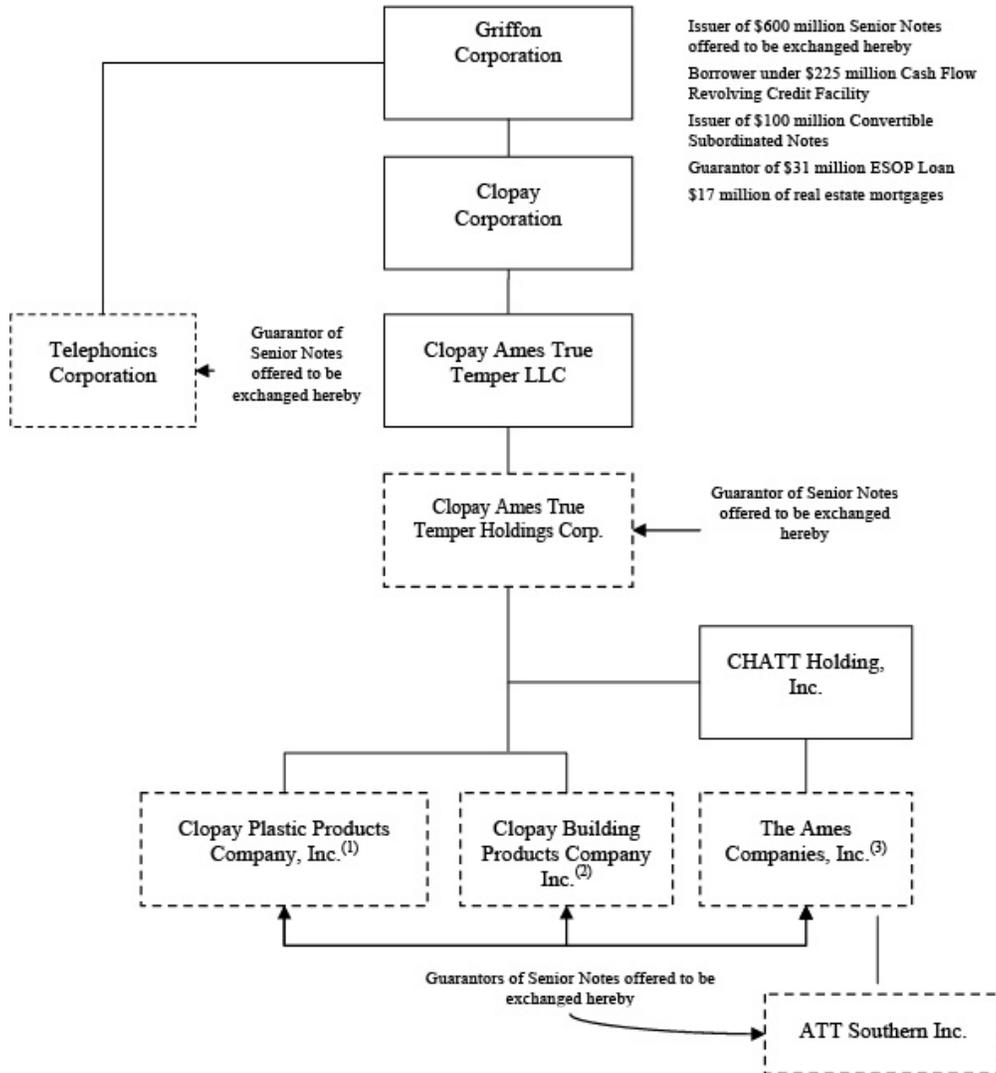 Griffon
Corporation
Issuer of $600 million Senior Notes
offered to be exchanged hereby
Borrower under $225 million Cash Flow
Revolving Credit Facility
Issuer of $100 million Convertible
Subordinated Notes
Guarantor of $31 million ESOP Loan
$17 million of real estate mortgages
Clopay
Corporation
Telephonics
Corporation
Guarantor of
Senior Notes
offered to be
exchanged hereby
Clopay Ames True
Temper LLC
Clopay Ames True
Temper Holdings Corp.
Guarantor of Senior Notes
offered to be exchanged
hereby
CHATT Holding,
Inc.
Clopay Plastic Products
Company, Inc.(1)
Clopay Building
Products Company
Inc.(2)
The Ames
Companies, Inc.(3)
Guarantors of Senior Notes offered to be
exchanged hereby
ATT Southern Inc.